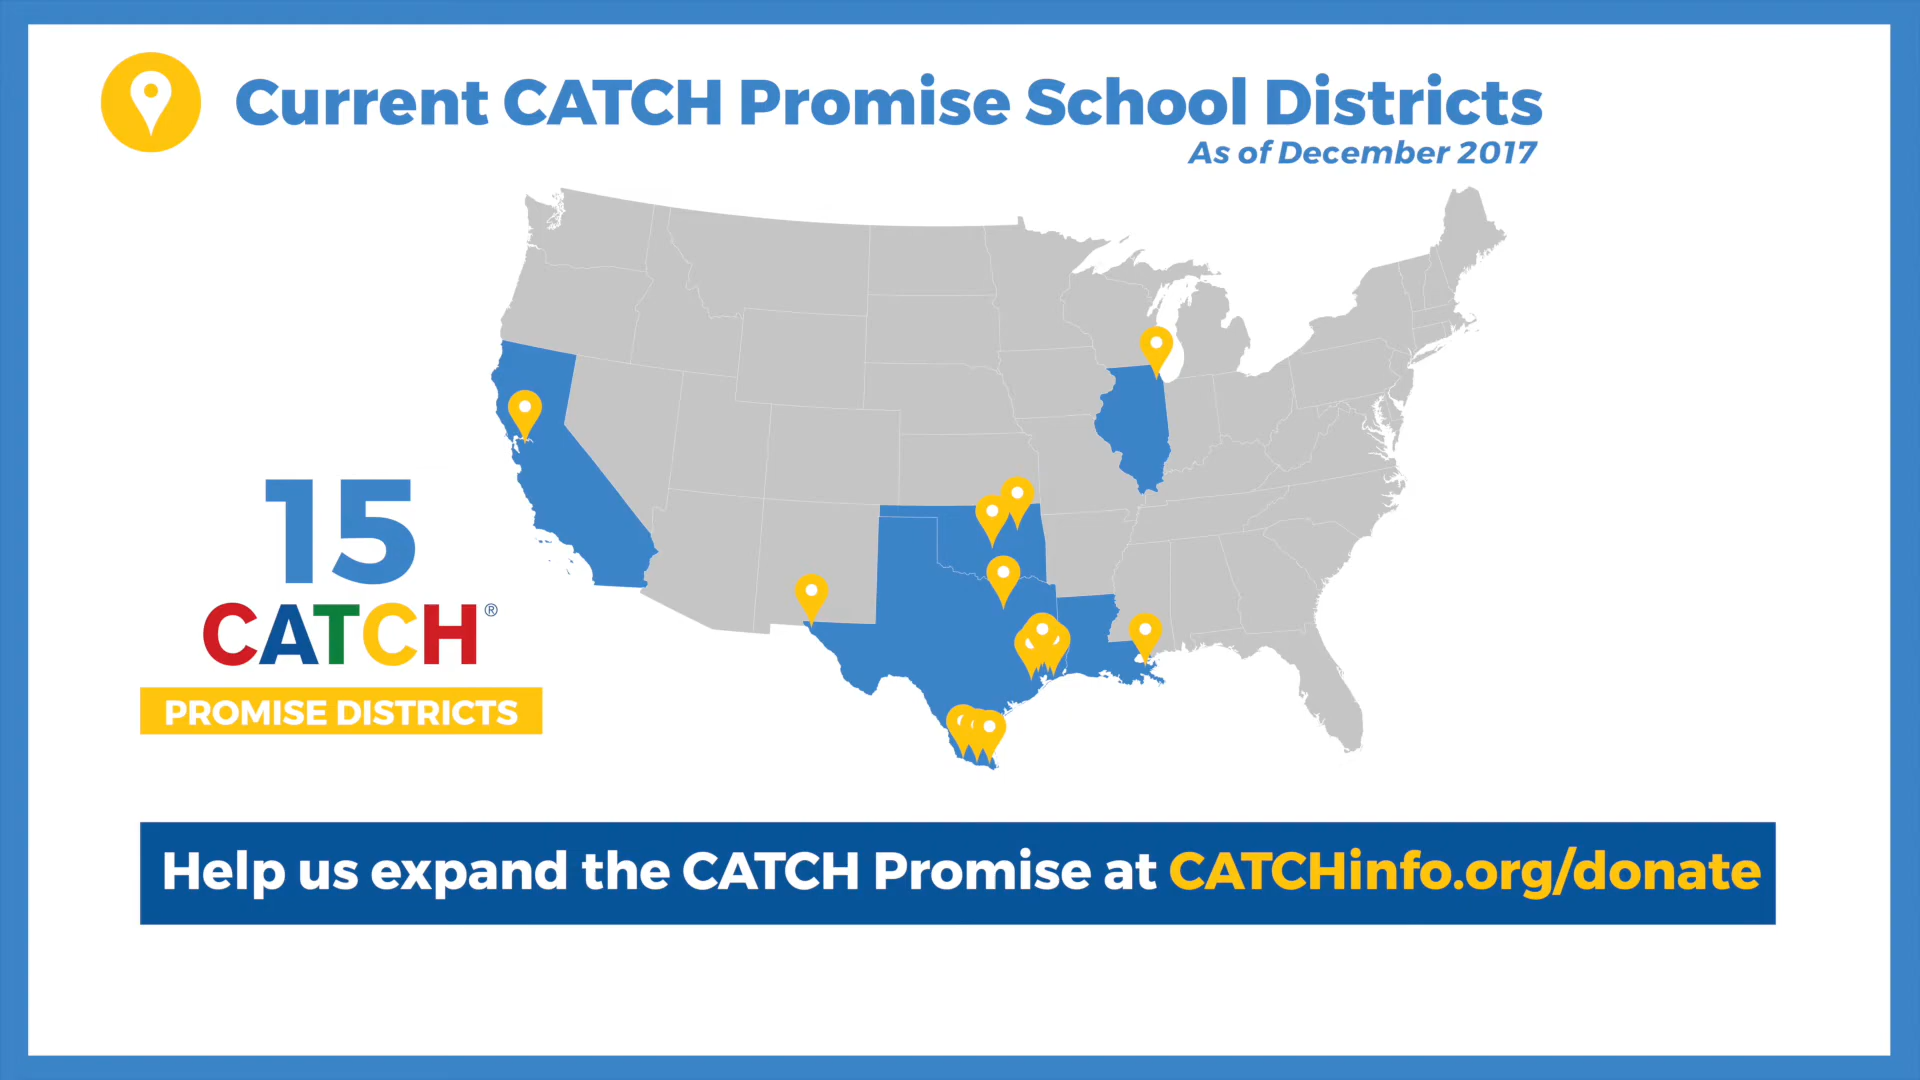 Current CATCH Promise School Districts
As of December 2017
15
CATCH®
PROMISE DISTRICTS
Help us expand the CATCH Promise at CATCHinfo.org/donate